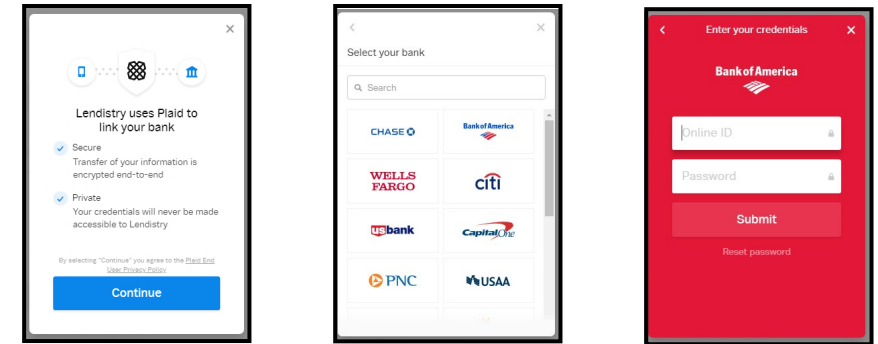 Lendistry uses Plaid to
link your bank
Secure
Transfer of your information is
encrypted end-to-end
Private
Your credentials will never be made
accessible to Lendistry
By selecting "Continue" you agree to the Plaid End
User Privacy Policy
Continue
Select your bank
Search
CHASE
Bank of America
WELLS
FARGO
citi
usbank
Capital One
PNC
USAA
Enter your credentials
Bank of America
Online ID
Password
Submit
Reset password